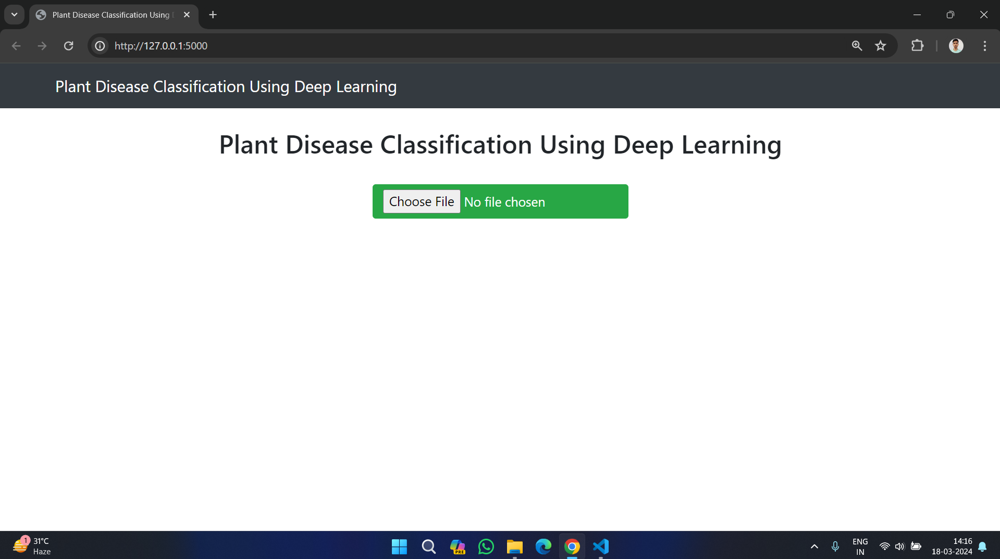 Plant Disease Classification Using
http://127.0.0.1:5000
Plant Disease Classification Using Deep Learning
Plant Disease Classification Using Deep Learning
Choose File No file chosen
1
31°C
Haze
PRE
ENG
IN
14:16
18-03-2024